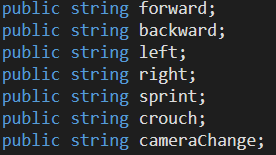 public string forward;
public string backward;
public string left;
public string right;
public string sprint;
public string crouch;
public string cameraChange;